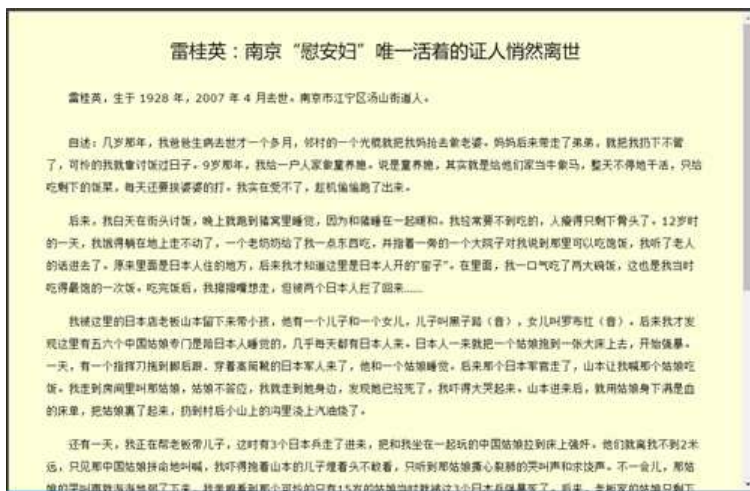 雷桂英：南京“慰安妇”唯一活着的证人悄然离世
雷桂英，生于 1928 年，2007 年 4 月去世。南京市江宁区汤山街道人。
自述：几岁那年，我爸爸生病去世才一个多月，邻村的一个光棍就把我妈抢去做老婆。妈妈后来带走了弟弟，就把我扔下不管
了，可怜的我就靠讨饭过日子。9岁那年，我给一户人家做童养媳。说是童养媳，其实就是给他们家当牛做马，整天不停地干活，只给
吃剩下的饭菜，每天还要挨婆婆的打。我实在受不了，趁机偷偷跑了出来。
后来，我白天在街头讨饭，晚上就跑到猪窝里睡觉，因为和猪睡在一起暖和。我经常要不到吃的，人瘦得只剩下骨头了。12岁时
的一天，我饿得躺在地上走不动了，一个老奶奶给了我一点东西吃，并指着一旁的一个大院子对我说到那里可以吃饱饭，我听了老人
的话进去了。原来里面是日本人住的地方，后来我才知道这里是日本人开的“窑子”。在里面，我一口气吃了两大碗饭，这也是我当时
吃得最饱的一次饭。吃完饭后，我摸摸嘴想走，但被两个日本人拦了回来……
我被这里的日本店老板山本留下来带小孩，他有一个儿子和一个女儿，儿子叫黑子路（音），女儿叫罗布红（音）。后来我才发
现这里有五六个中国姑娘专门是陪日本人睡觉的，几乎每天都有日本人来。日本人一来就把一个姑娘拖到一张大床上去，开始强暴。
一天，有一个指挥刀拖到脚后跟、穿着高筒靴的日本军人来了，他和一个姑娘睡觉。后来那个日本军官走了，山本让我喊那个姑娘吃
饭。我走到房间里叫那姑娘，姑娘不答应，我就走到她身边，发现她已经死了，我吓得大哭起来。山本进来后，就用姑娘身下满是血
的床单，把姑娘裹了起来，扔到村后小山上的沟里浇上汽油烧了。
还有一天，我正在帮老板带儿子，这时有3个日本兵走了进来，把和我坐在一起玩的中国姑娘拉到床上强奸。他们就离我不到2米
远，只见那中国姑娘拼命地叫喊，我吓得抱着山本的儿子埋着头不敢看，只听到那姑娘撕心裂肺的哭叫声和求饶声。不一会儿，那姑